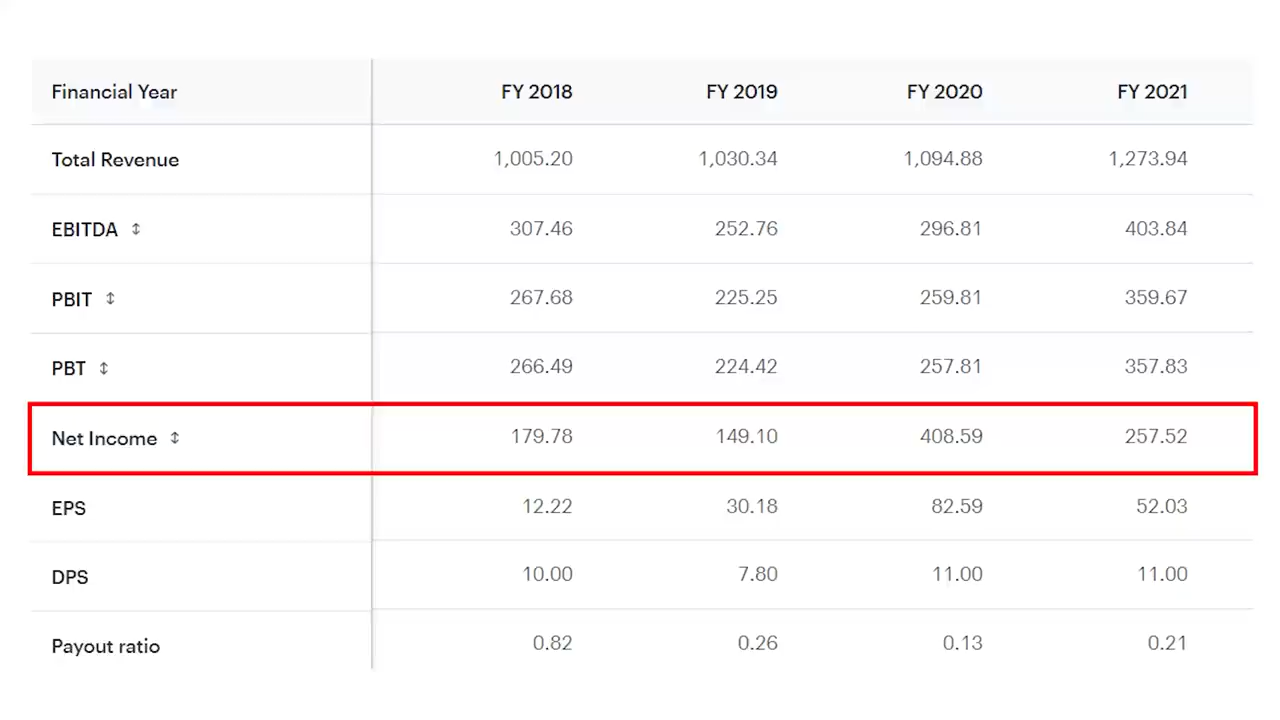 Financial Year FY 2018 FY 2019 FY 2020 FY 2021
Total Revenue 1,005.20 1,030.34 1,094.88 1,273.94
EBITDA 307.46 252.76 296.81 403.84
PBIT 267.68 225.25 259.81 359.67
PBT 266.49 224.42 257.81 357.83
Net Income 179.78 149.10 408.59 257.52
EPS 12.22 30.18 82.59 52.03
DPS 10.00 7.80 11.00 11.00
Payout ratio 0.82 0.26 0.13 0.21